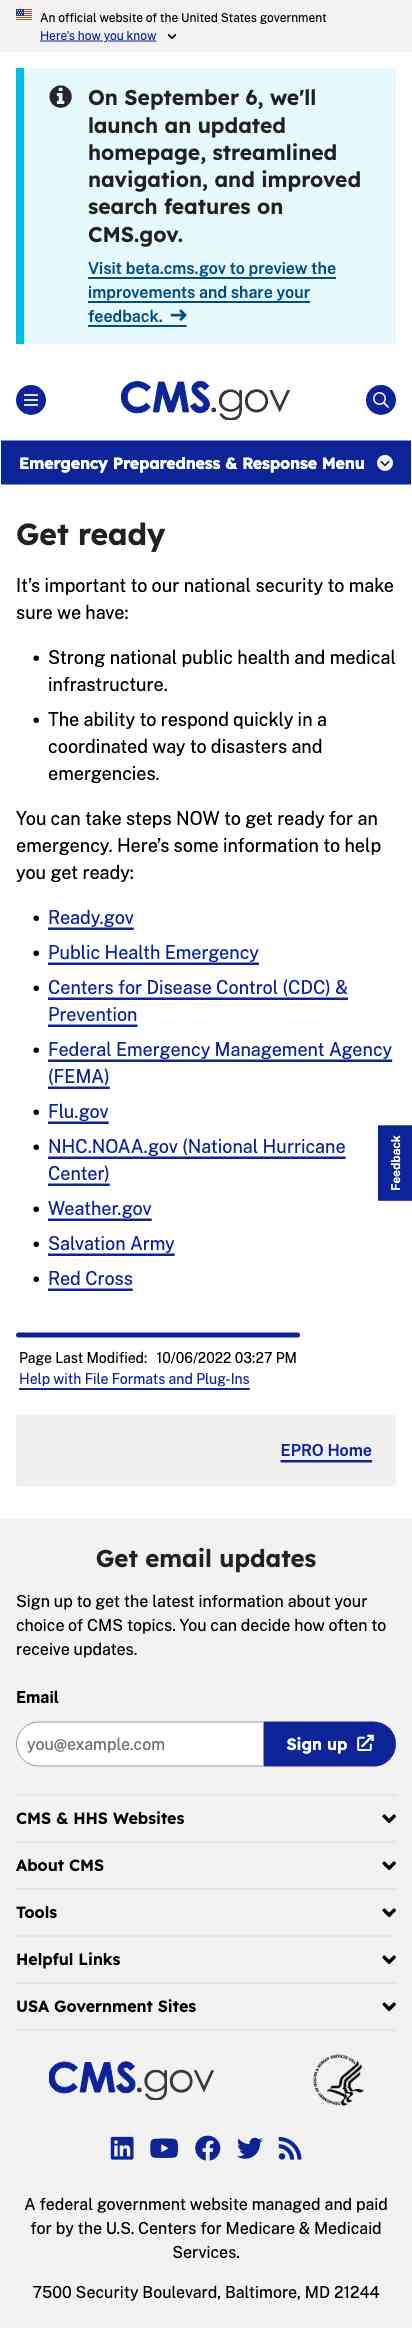 An official website of the United States government
Here's how you know
On September 6, we'll
launch an updated
homepage, streamlined
navigation, and improved
search features on
CMS.gov.
Visit beta.cms.gov to preview the
improvements and share your
feedback.
CMS.gov
Emergency Preparedness & Response Menu
Get ready
It’s important to our national security to make
sure we have:
• Strong national public health and medical
infrastructure.
• The ability to respond quickly in a
coordinated way to disasters and
emergencies.
You can take steps NOW to get ready for an
emergency. Here’s some information to help
you get ready:
• Ready.gov
• Public Health Emergency
• Centers for Disease Control (CDC) &
Prevention
• Federal Emergency Management Agency
(FEMA)
• Flu.gov
• NHC.NOAA.gov (National Hurricane
Center)
Feedback
• Weather.gov
• Salvation Army
• Red Cross
Page Last Modified: 10/06/2022 03:27 PM
Help with File Formats and Plug-Ins
EPRO Home
Get email updates
Sign up to get the latest information about your
choice of CMS topics. You can decide how often to
receive updates.
Email
you@example.com
Sign up
CMS & HHS Websites
About CMS
Tools
Helpful Links
USA Government Sites
CMS.gov
A federal government website managed and paid
for by the U.S. Centers for Medicare & Medicaid
Services.
7500 Security Boulevard, Baltimore, MD 21244